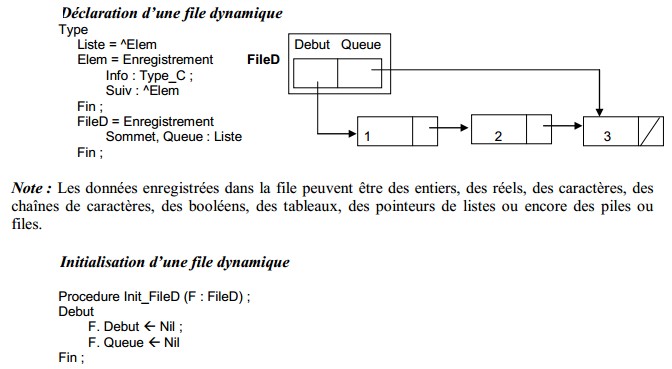 Déclaration d'une file dynamique
Type
Liste = ^Elem
Elem = Enregistrement
Info : Type_C ;
Suiv : ^Elem
Fin ;
FileD = Enregistrement
Sommet, Queue : Liste
Fin ;
FileD
Debut Queue
1
2
3
Note : Les données enregistrées dans la file peuvent être des entiers, des réels, des caractères, des
chaînes de caractères, des booléens, des tableaux, des pointeurs de listes ou encore des piles ou
files.
Initialisation d'une file dynamique
Procedure Init_FileD (F : FileD) ;
Debut
F. Debut ← Nil ;
F. Queue ← Nil
Fin ;